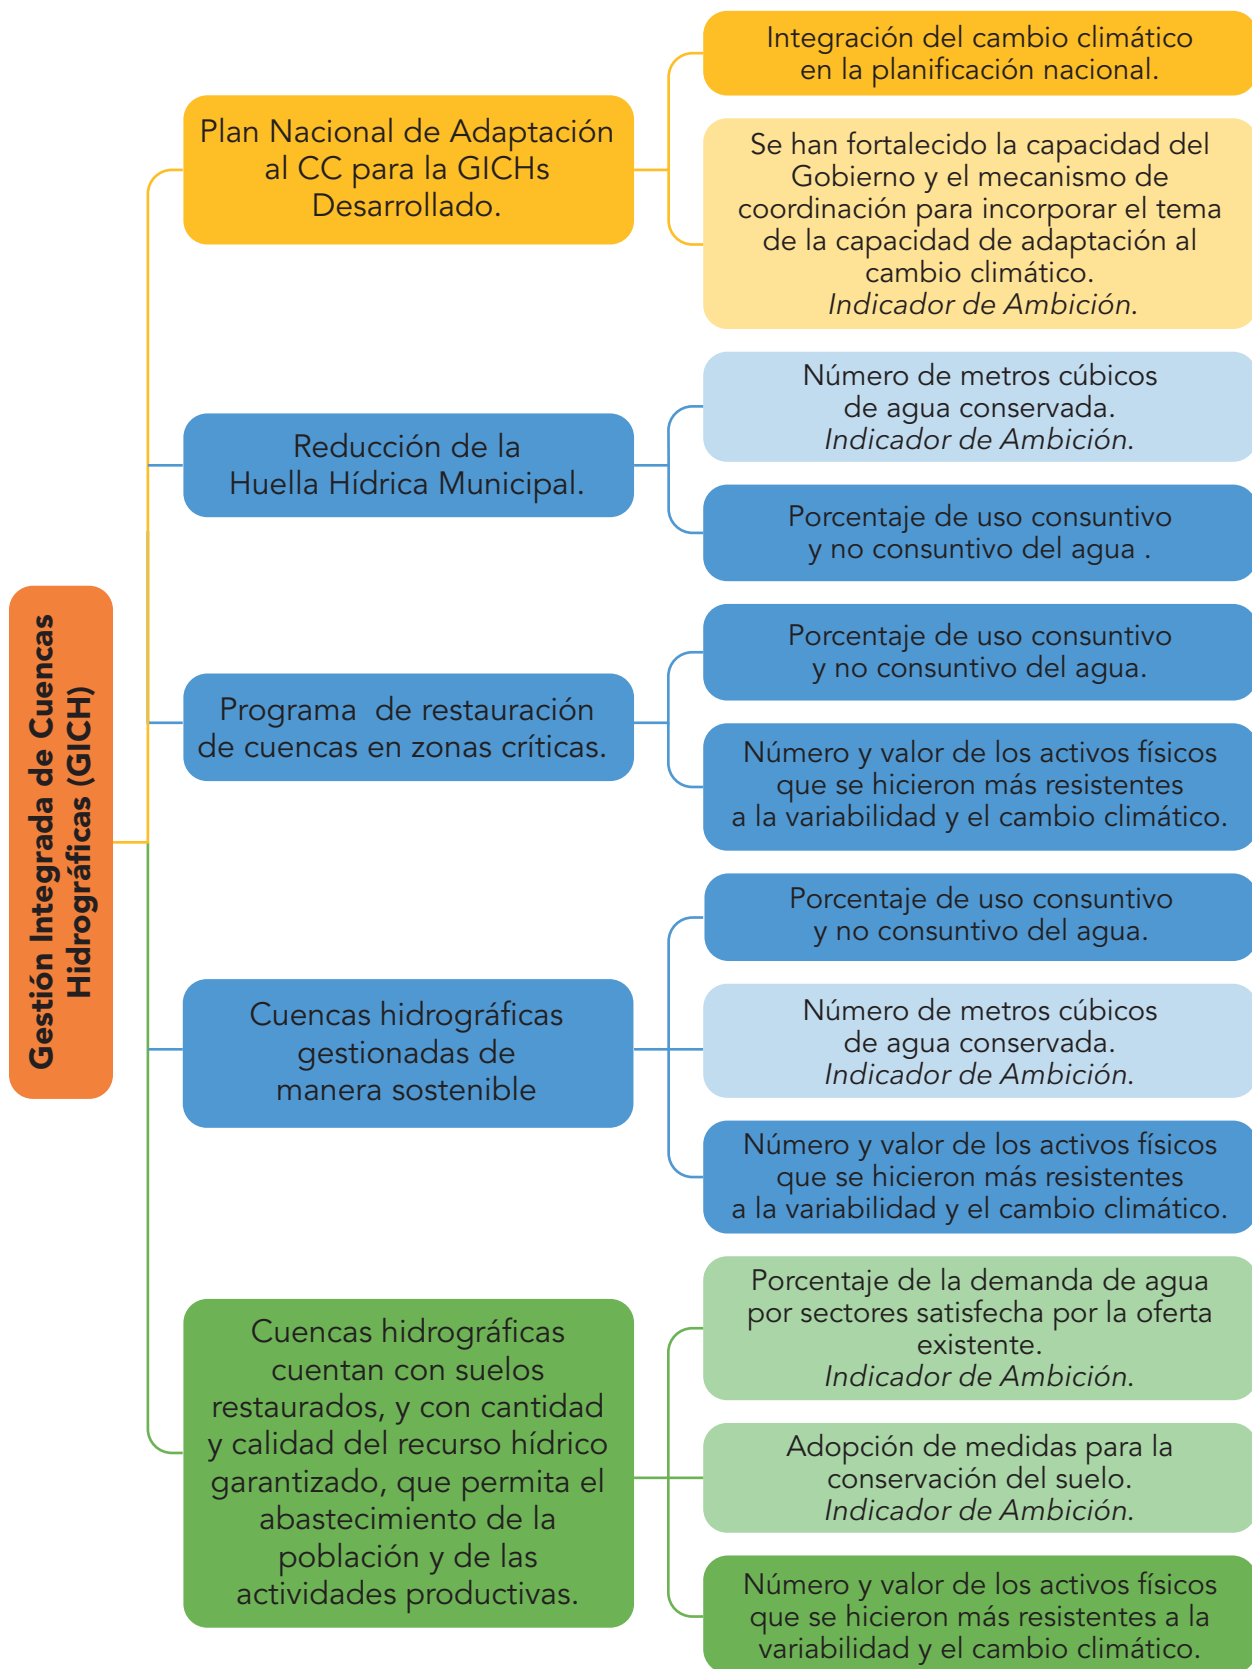 Gestión Integrada de Cuencas
Hidrográficas (GICH)
Plan Nacional de Adaptación
al CC para la GICHs
Desarrollado.
Integración del cambio climático
en la planificación nacional.
Se han fortalecido la capacidad del
Gobierno y el mecanismo de
coordinación para incorporar el tema
de la capacidad de adaptación al
cambio climático.
Indicador de Ambición.
Reducción de la
Huella Hídrica Municipal.
Número de metros cúbicos
de agua conservada.
Indicador de Ambición.
Porcentaje de uso consuntivo
y no consuntivo del agua .
Programa de restauración
de cuencas en zonas críticas.
Porcentaje de uso consuntivo
y no consuntivo del agua.
Número y valor de los activos físicos
que se hicieron más resistentes
a la variabilidad y el cambio climático.
Cuencas hidrográficas
gestionadas de
manera sostenible
Porcentaje de uso consuntivo
y no consuntivo del agua.
Número de metros cúbicos
de agua conservada.
Indicador de Ambición.
Número y valor de los activos físicos
que se hicieron más resistentes
a la variabilidad y el cambio climático.
Cuencas hidrográficas
cuentan con suelos
restaurados, y con cantidad
y calidad del recurso hídrico
garantizado, que permita el
abastecimiento de la
población y de las
actividades productivas.
Porcentaje de la demanda de agua
por sectores satisfecha por la oferta
existente.
Indicador de Ambición.
Adopción de medidas para la
conservación del suelo.
Indicador de Ambición.
Número y valor de los activos físicos
que se hicieron más resistentes a la
variabilidad y el cambio climático.